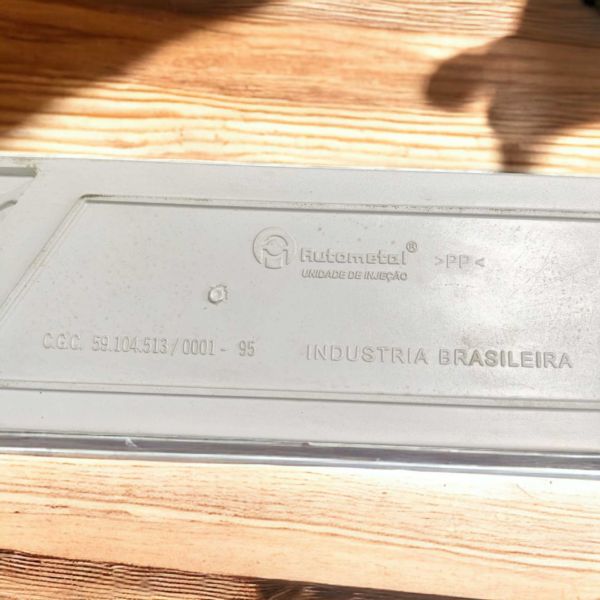 Autometal® >PP<
UNIDADE DE INJEÇÃO
C.G.C. 59.104.513/0001 - 95 INDUSTRIA BRASILEIRA